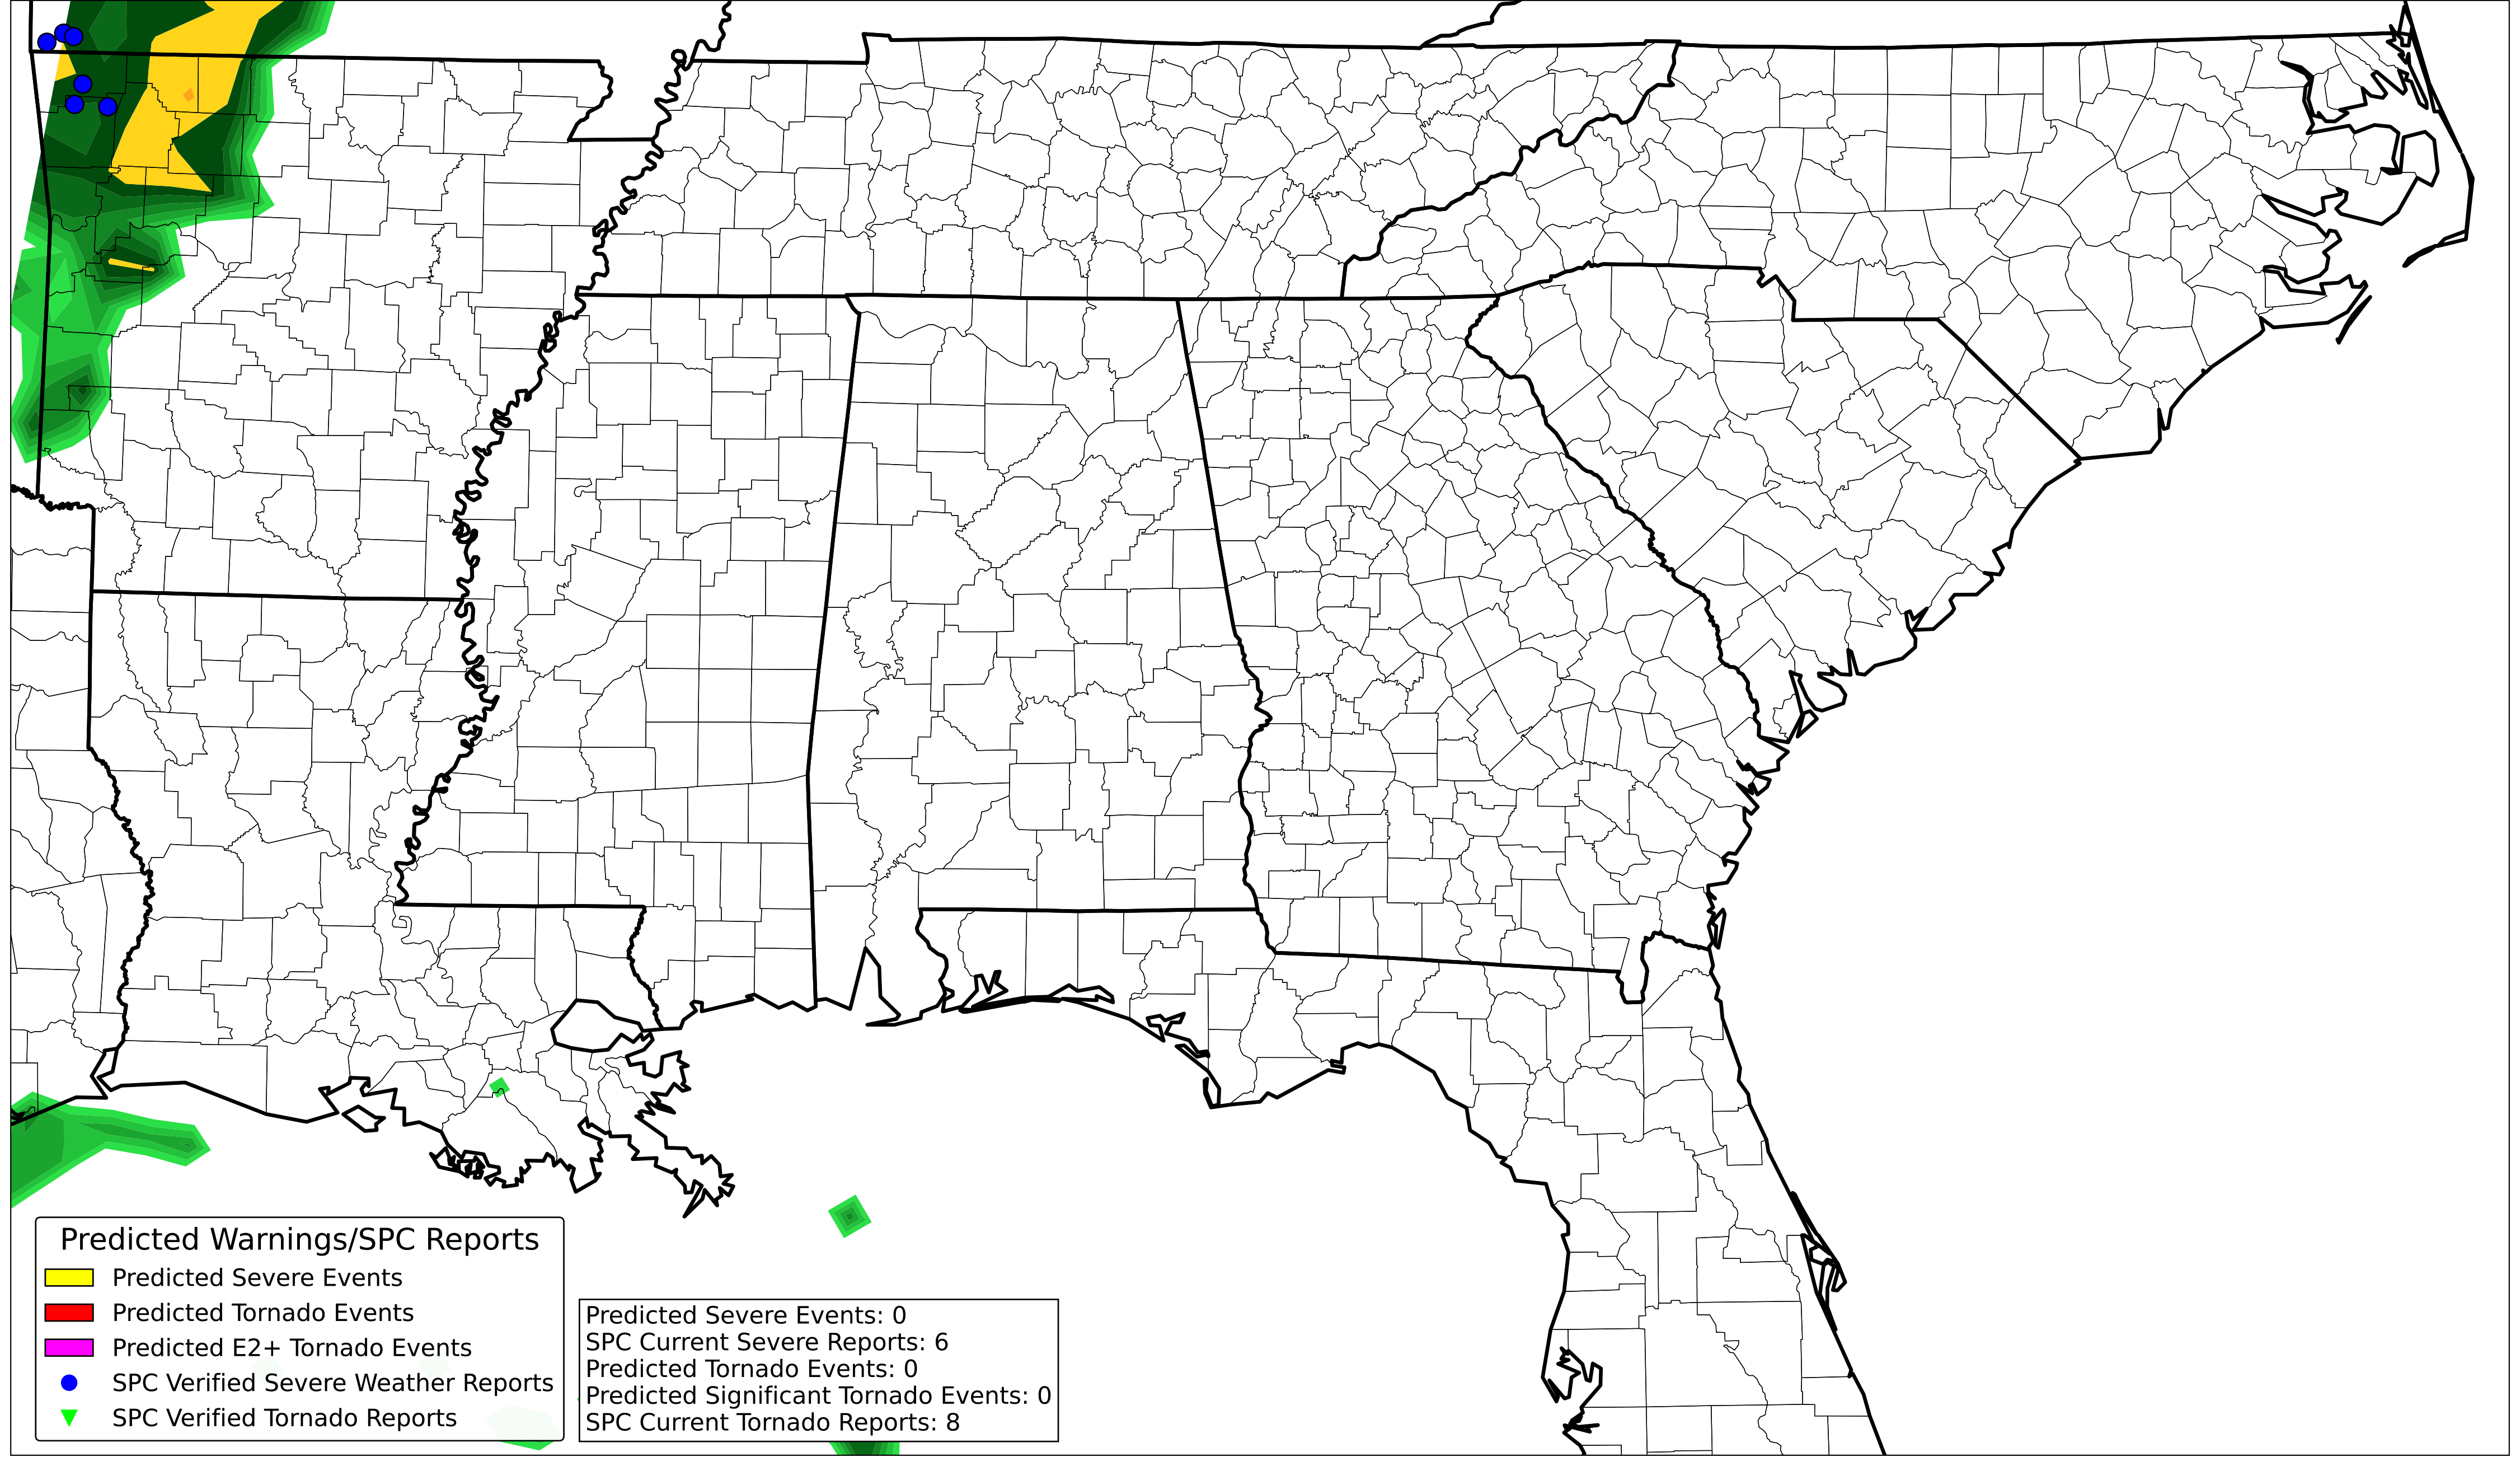 Predicted Warnings/SPC Reports
Predicted Severe Events
Predicted Tornado Events
Predicted E2+ Tornado Events
SPC Verified Severe Weather Reports
SPC Verified Tornado Reports
Predicted Severe Events: 0
SPC Current Severe Reports: 6
Predicted Tornado Events: 0
Predicted Significant Tornado Events: 0
SPC Current Tornado Reports: 8